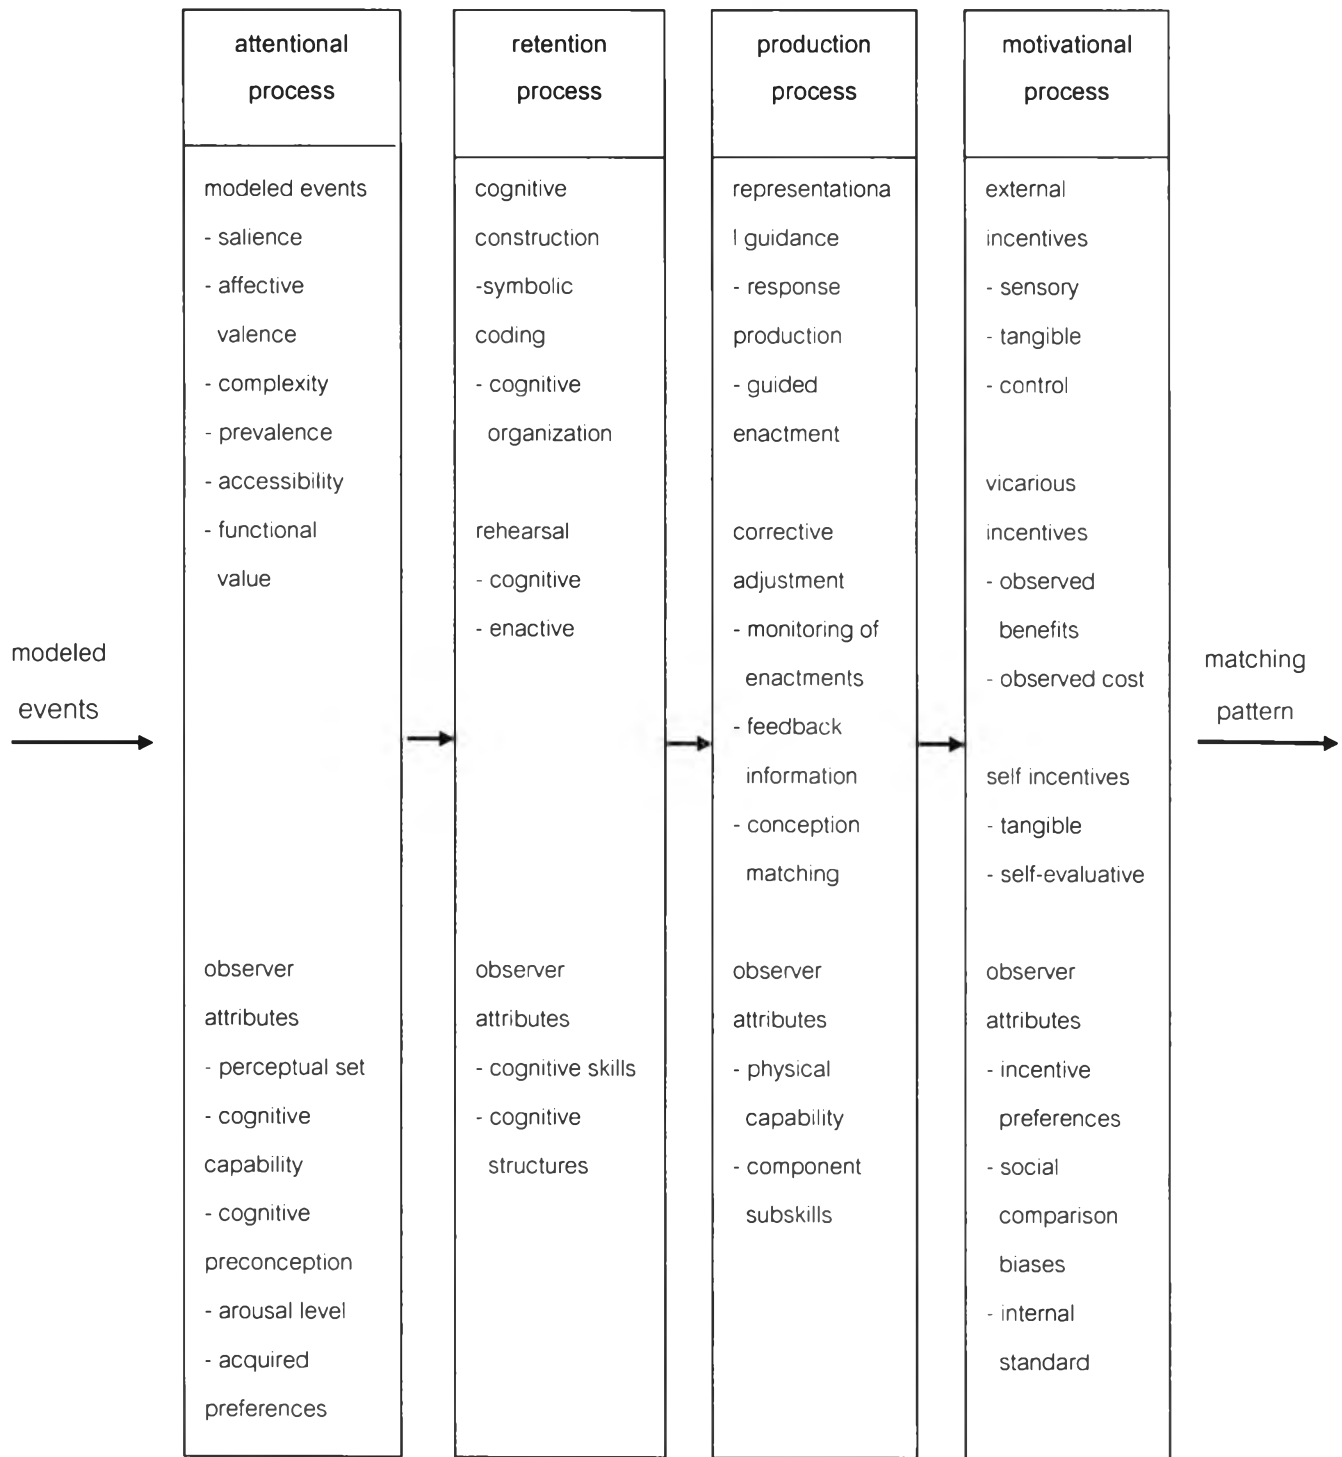 modeled
events
attentional
process
modeled events
- salience
- affective
valence
- complexity
- prevalence
- accessibility
- functional
value
observer
attributes
- perceptual set
- cognitive
capability
- cognitive
preconception
- arousal level
- acquired
preferences
retention
process
cognitive
construction
-symbolic
coding
- cognitive
organization
rehearsal
- cognitive
- enactive
observer
attributes
- cognitive skills
- cognitive
structures
production
process
representationa
l guidance
- response
production
- guided
enactment
corrective
adjustment
- monitoring of
enactments
- feedback
information
- conception
matching
observer
attributes
- physical
capability
- component
subskills
motivational
process
external
incentives
- sensory
- tangible
- control
vicarious
incentives
- observed
benefits
- observed cost
self incentives
- tangible
- self-evaluative
observer
attributes
- incentive
preferences
- social
comparison
biases
- internal
standard
matching
pattern